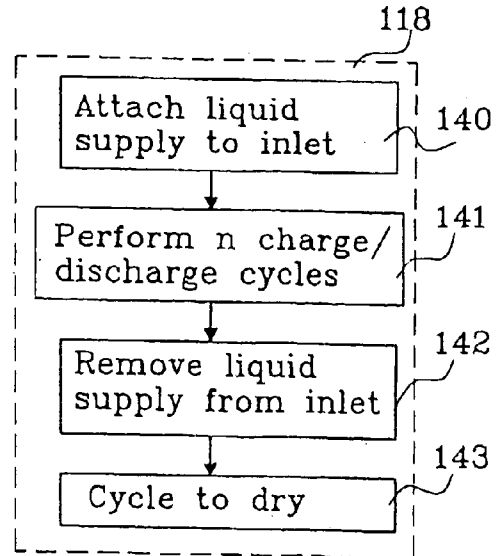 118
Attach liquid
supply to inlet
140
Perform n charge/
discharge cycles
141
Remove liquid
supply from inlet
142
Cycle to dry
143